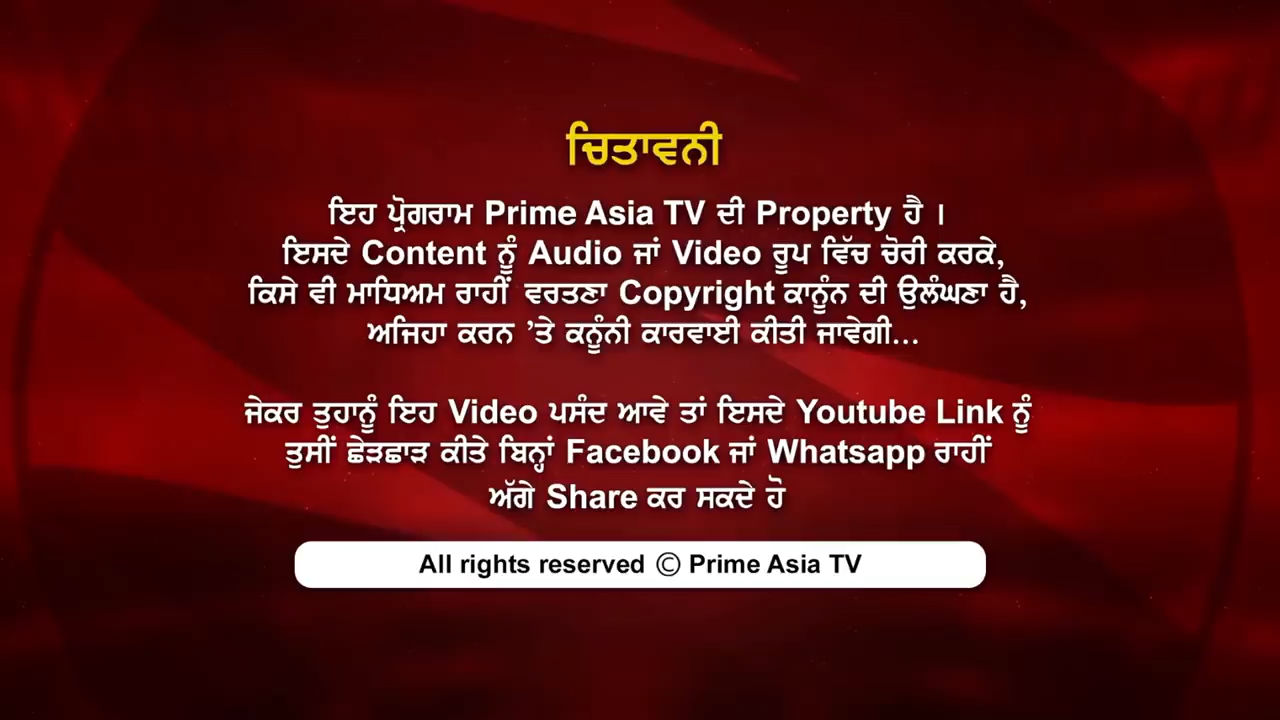 ਚਿਤਾਵਨੀ
ਇਹ ਪ੍ਰੋਗਰਾਮ Prime Asia TV ਦੀ Property ਹੈ ।
ਇਸਦੇ Content ਨੂੰ Audio ਜਾਂ Video ਰੂਪ ਵਿੱਚ ਚੋਰੀ ਕਰਕੇ,
ਕਿਸੇ ਵੀ ਮਾਧਿਅਮ ਰਾਹੀਂ ਵਰਤਣਾ Copyright ਕਾਨੂੰਨ ਦੀ ਉਲੰਘਣਾ ਹੈ,
ਅਜਿਹਾ ਕਰਨ ’ਤੇ ਕਨੂੰਨੀ ਕਾਰਵਾਈ ਕੀਤੀ ਜਾਵੇਗੀ...
ਜੇਕਰ ਤੁਹਾਨੂੰ ਇਹ Video ਪਸੰਦ ਆਵੇ ਤਾਂ ਇਸਦੇ Youtube Link ਨੂੰ
ਤੁਸੀਂ ਛੇੜਛਾੜ ਕੀਤੇ ਬਿਨ੍ਹਾਂ Facebook ਜਾਂ Whatsapp ਰਾਹੀਂ
ਅੱਗੇ Share ਕਰ ਸਕਦੇ ਹੋ
All rights reserved © Prime Asia TV